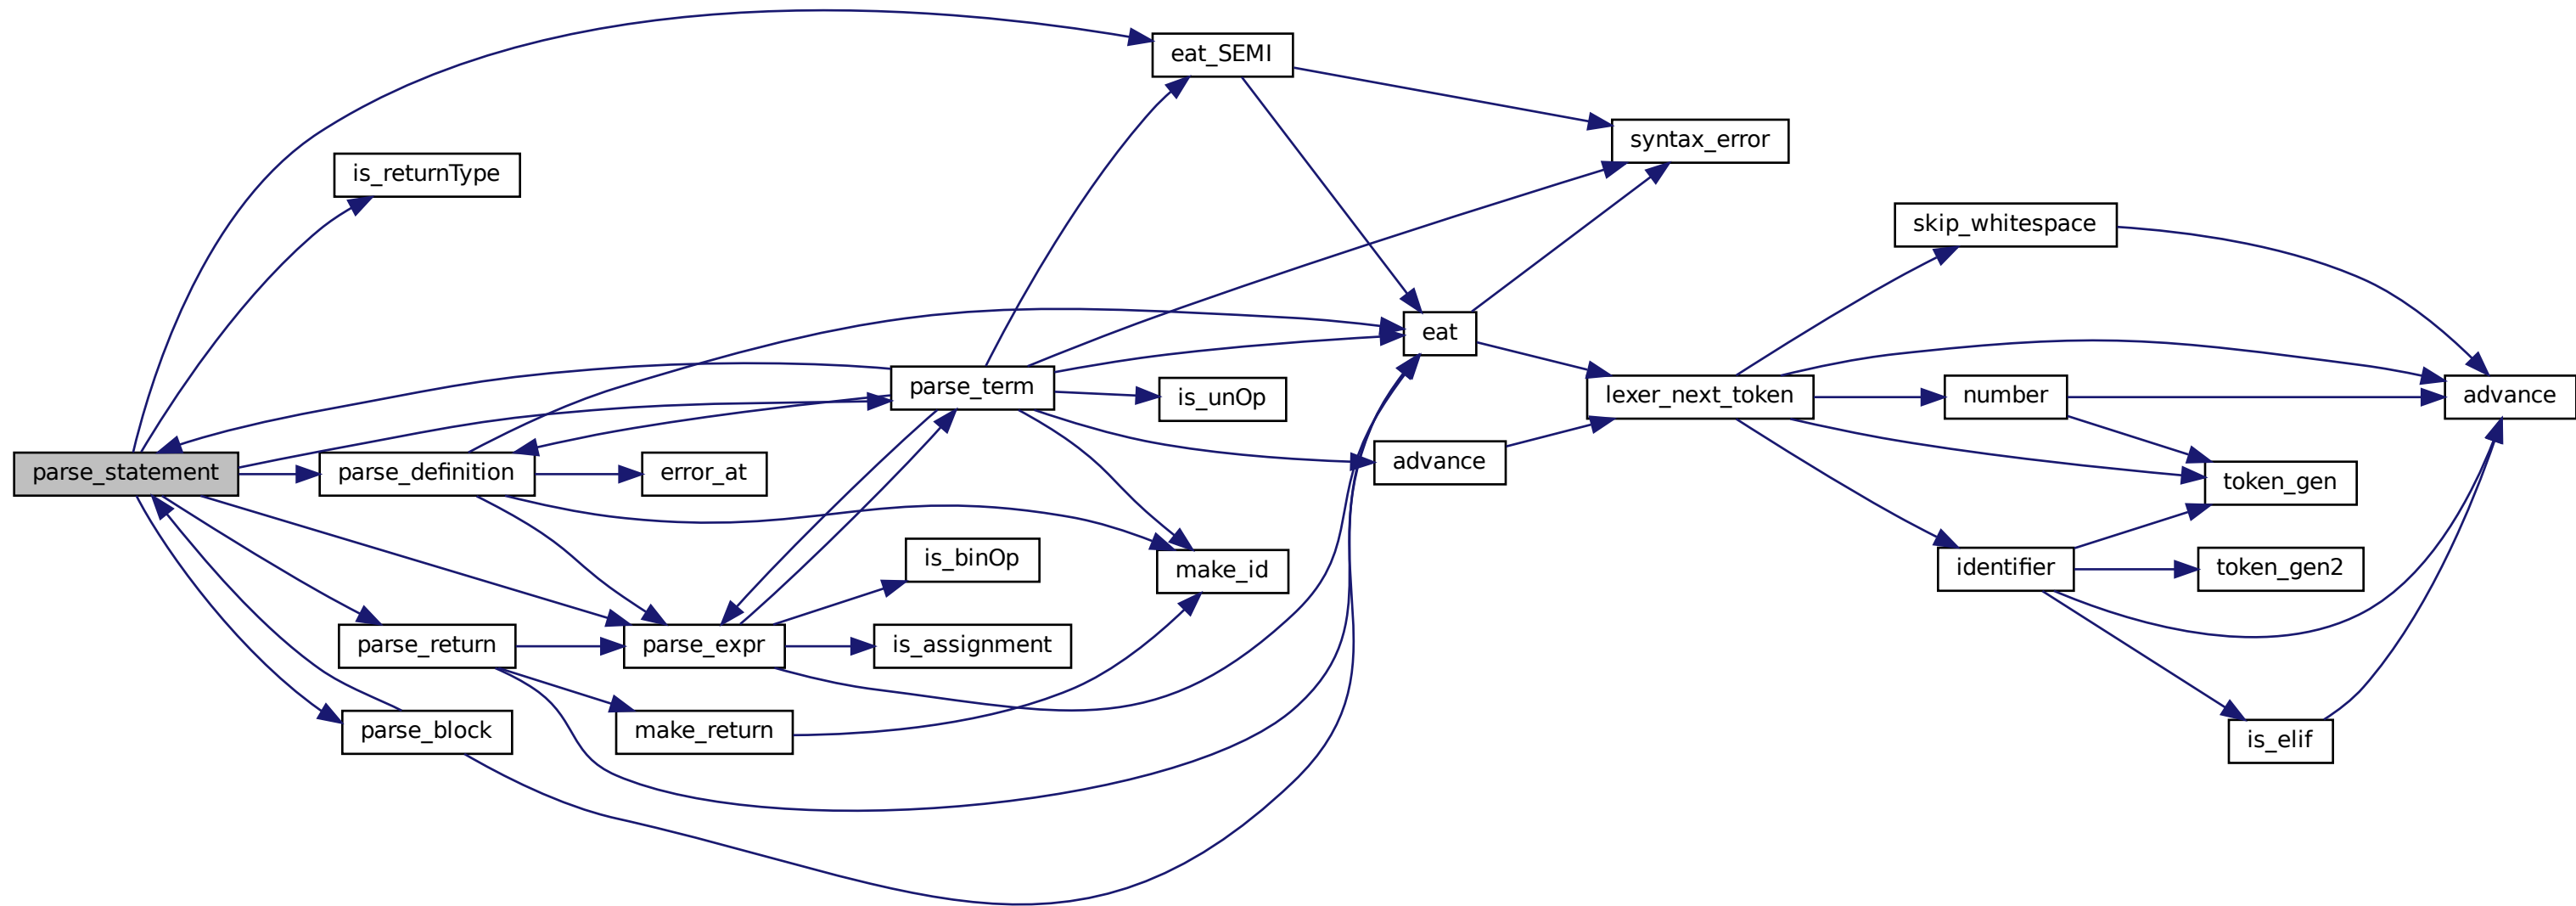 eat_SEMI
syntax_error
is_returnType
skip_whitespace
eat
parse_term
is_unOp
lexer_next_token
number
advance
parse_statement
parse_definition
error_at
advance
token_gen
is_binOp
make_id
identifier
token_gen2
parse_return
parse_expr
is_assignment
parse_block
make_return
is_elif